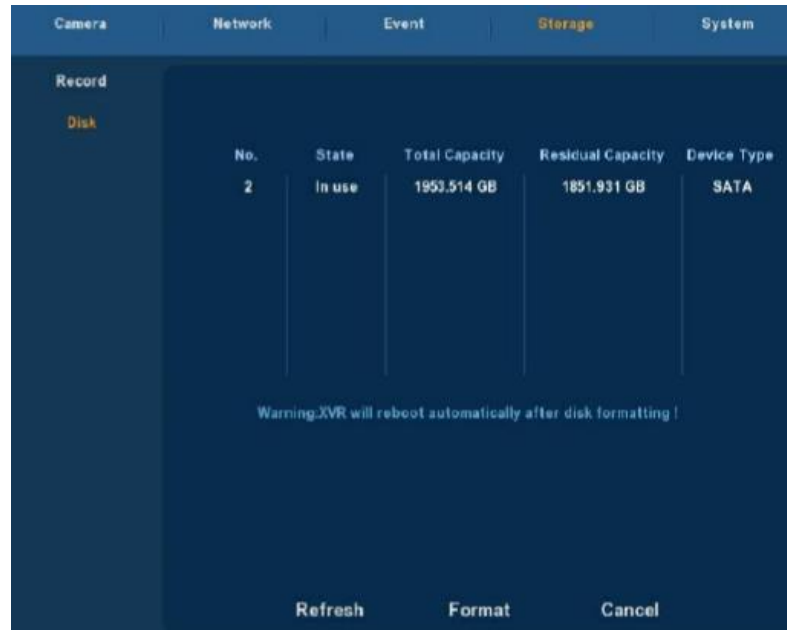 Camera Network Event Storage System
Record
Disk
No. State Total Capacity Residual Capacity Device Type
2 In use 1953.514 GB 1851.931 GB SATA
Warning:XVR will reboot automatically after disk formatting !
Refresh Format Cancel